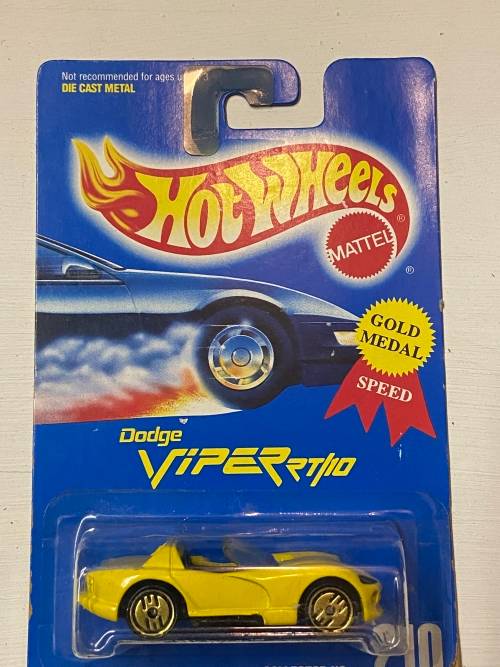 Not recommended for ages
DIE CAST METAL
HOT WHEELS ®
MATTEL
®
GOLD
MEDAL
SPEED
Dodge
VIPER RT/10